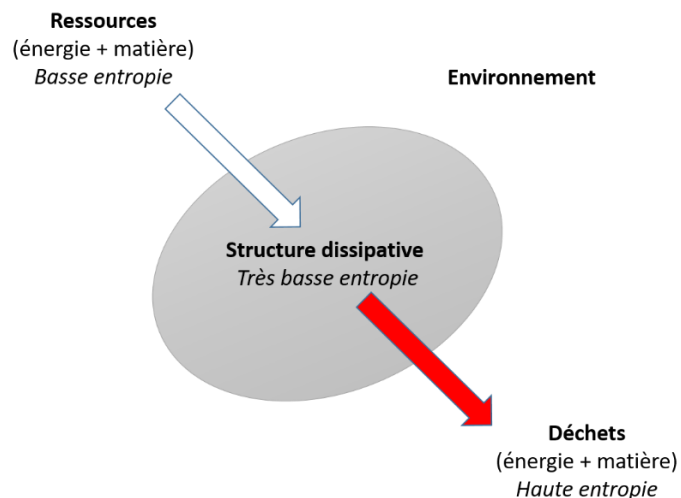 Ressources
(énergie + matière)
Basse entropie
Environnement
Structure dissipative
Très basse entropie
Déchets
(énergie + matière)
Haute entropie